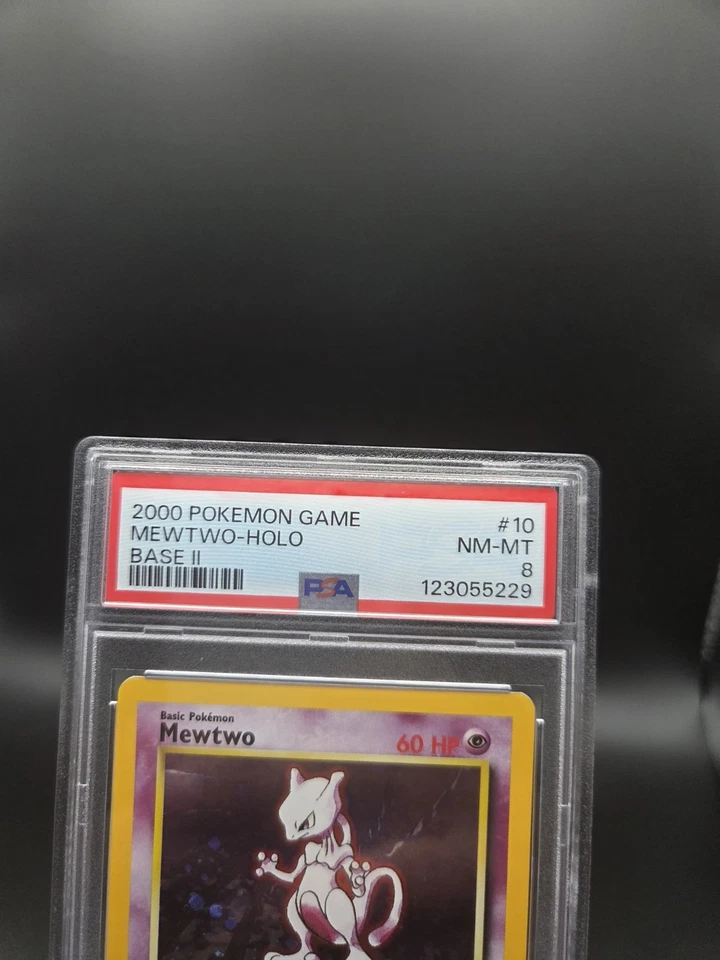 2000 POKEMON GAME #10
MEWTWO-HOLO NM-MT
BASE II 8
PSA 123055229
Basic Pokémon
Mewtwo 60 HP